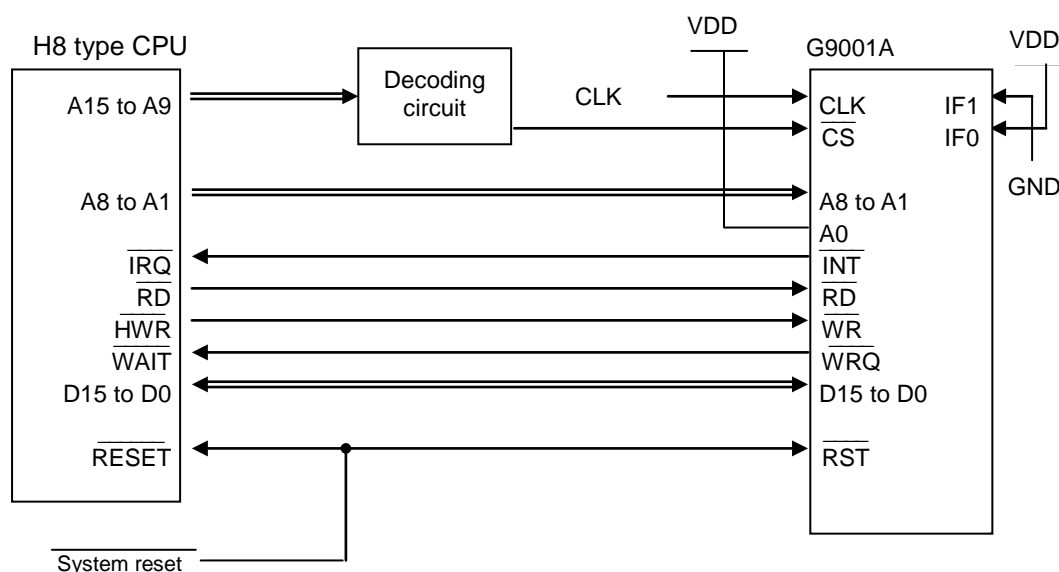 H8 type CPU
A15 to A9
A8 to A1
IRQ
RD
HWR
WAIT
D15 to D0
RESET
System reset
Decoding
circuit
CLK
VDD
G9001A
VDD
CLK
CS
A8 to A1
A0
INT
RD
WR
WRQ
D15 to D0
RST
IF1
IF0
GND